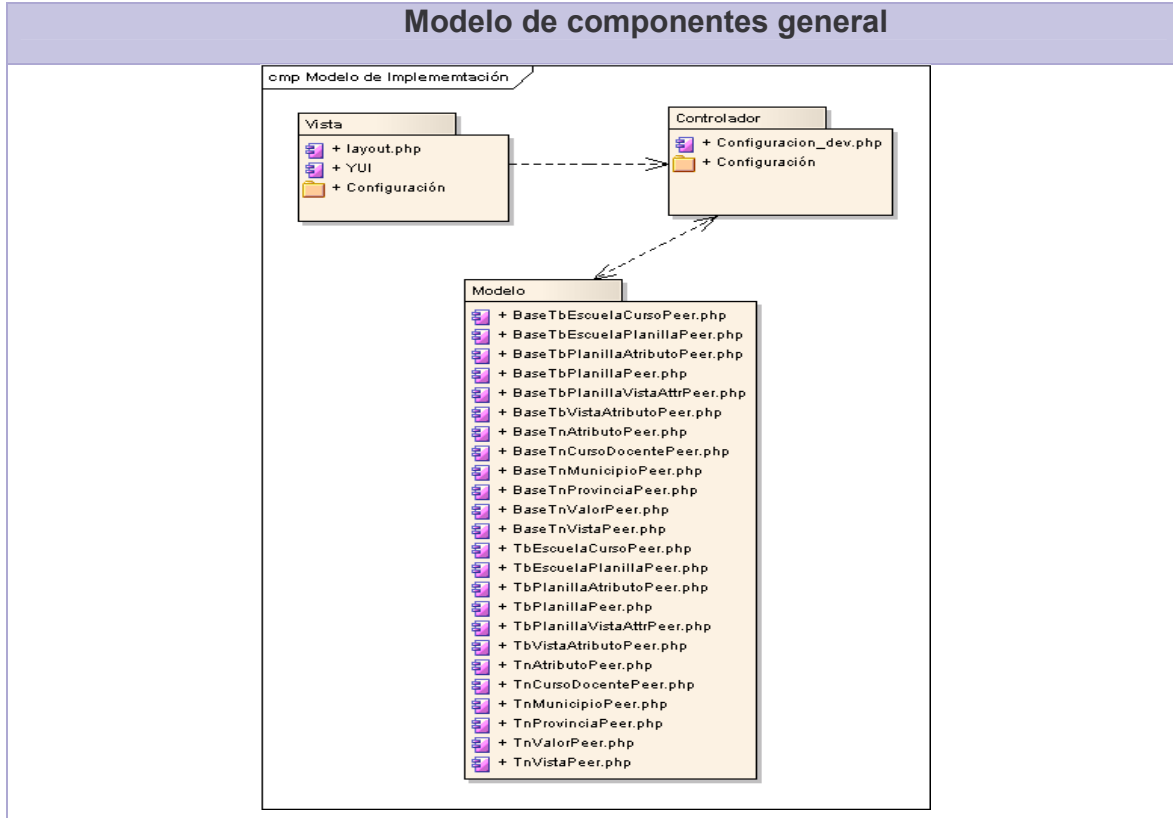 Modelo de componentes general
cmp Modelo de Implememtación
Vista
+ layout.php
+ YUI
+ Configuración
Controlador
+ Configuracion_dev.php
+ Configuración
Modelo
+ BaseTbEscuelaCursoPeer.php
+ BaseTbEscuelaPlanillaPeer.php
+ BaseTbPlanillaAtributoPeer.php
+ BaseTbPlanillaPeer.php
+ BaseTbPlanillaVistaAttrPeer.php
+ BaseTbVistaAtributoPeer.php
+ BaseTnAtributoPeer.php
+ BaseTnCursoDocentePeer.php
+ BaseTnMunicipioPeer.php
+ BaseTnProvinciaPeer.php
+ BaseTnValorPeer.php
+ BaseTnVistaPeer.php
+ TbEscuelaCursoPeer.php
+ TbEscuelaPlanillaPeer.php
+ TbPlanillaAtributoPeer.php
+ TbPlanillaPeer.php
+ TbPlanillaVistaAttrPeer.php
+ TbVistaAtributoPeer.php
+ TnAtributoPeer.php
+ TnCursoDocentePeer.php
+ TnMunicipioPeer.php
+ TnProvinciaPeer.php
+ TnValorPeer.php
+ TnVistaPeer.php